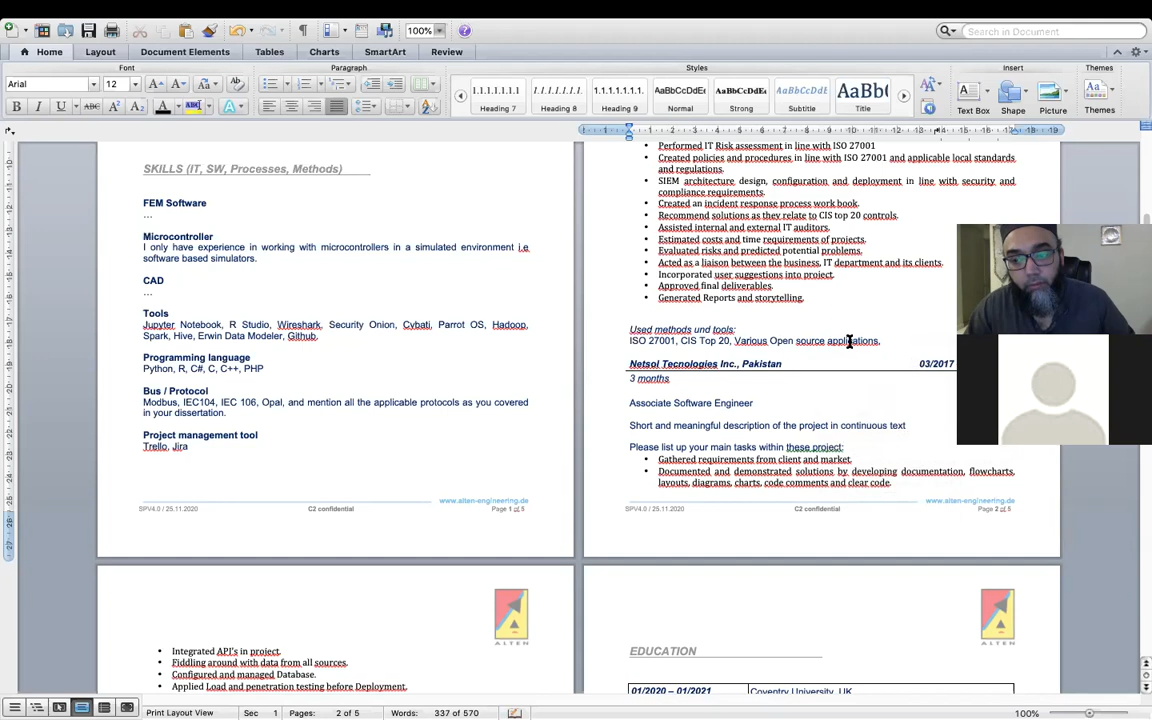 100%
Search in Document
Home
Layout
Document Elements
Tables
Charts
SmartArt
Review
Font
Paragraph
Styles
Insert
Themes
Arial
12
Heading 7
Heading 8
Heading 9
AaBbCcDdEe
Normal
Strong
Subtitle
Title
Text Box
Shape
Picture
Themes
SKILLS (IT, SW, Processes, Methods)
FEM Software
...
Microcontroller
I only have experience in working with microcontrollers in a simulated environment i.e
software based simulators.
CAD
...
Tools
Jupyter Notebook, R Studio, Wireshark, Security Onion, Cybati, Parrot OS, Hadoop,
Spark, Hive, Erwin Data Modeler, Github.
Programming language
Python, R, C#, C, C++, PHP
Bus / Protocol
Modbus, IEC104, IEC 106, Opal, and mention all the applicable protocols as you covered
in your dissertation.
Project management tool
Trello, Jira
www.alten-engineering.de
SPV4.0 / 25.11.2020
C2 confidential
Page 1 of 5
• Performed IT Risk assessment in line with ISO 27001
• Created policies and procedures in line with ISO 27001 and applicable local standards
and regulations.
• SIEM architecture design, configuration and deployment in line with security and
compliance requirements.
• Created an incident response process work book.
• Recommend solutions as they relate to CIS top 20 controls.
• Assisted internal and external IT auditors.
• Estimated costs and time requirements of projects.
• Evaluated risks and predicted potential problems.
• Acted as a liaison between the business, IT department and its clients.
• Incorporated user suggestions into project.
• Approved final deliverables.
• Generated Reports and storytelling.
Used methods und tools:
ISO 27001, CIS Top 20, Various Open source applications,
Netsol Tecnologies Inc., Pakistan 03/2017
3 months
Associate Software Engineer
Short and meaningful description of the project in continuous text
Please list up your main tasks within these project:
• Gathered requirements from client and market.
• Documented and demonstrated solutions by developing documentation, flowcharts,
layouts, diagrams, charts, code comments and clear code.
www.alten-engineering.de
SPV4.0 / 25.11.2020
C2 confidential
Page 2 of 5
ALTEN
• Integrated API's in project.
• Fiddling around with data from all sources.
• Configured and managed Database.
• Applied Load and penetration testing before Deployment.
ALTEN
EDUCATION
01/2020 – 01/2021
Coventry University, UK
Print Layout View
Sec 1
Pages: 2 of 5
Words: 337 of 570
100%